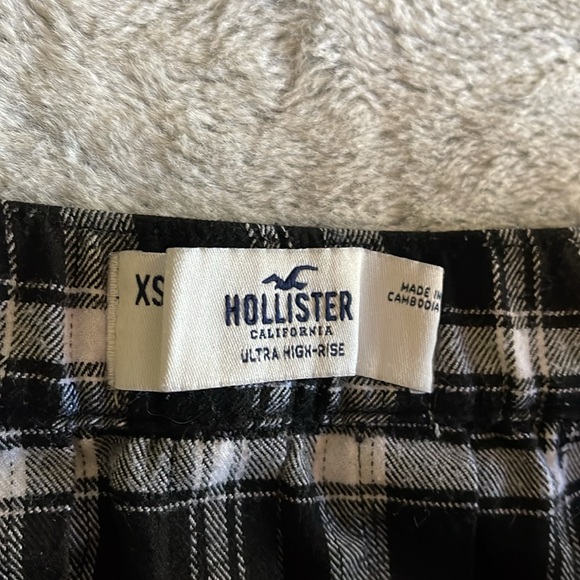 XS
HOLLISTER
CALIFORNIA
ULTRA HIGH-RISE
MADE IN
CAMBODIA